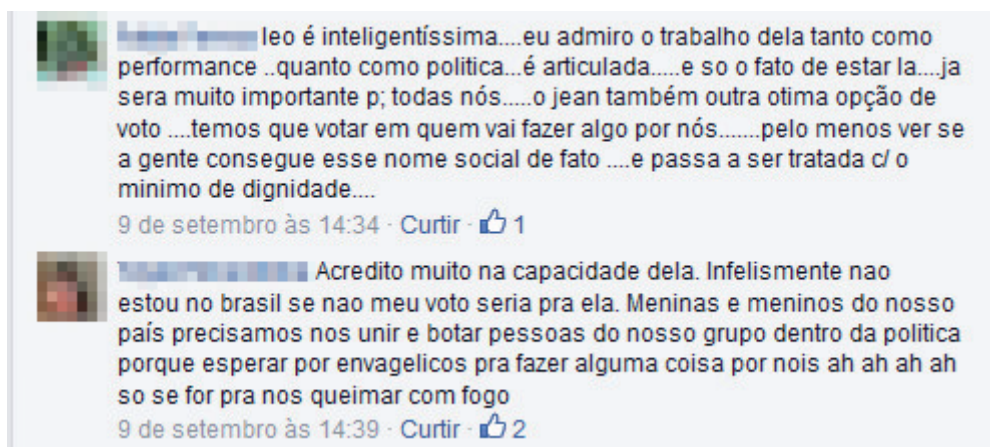 leo é inteligentíssima....eu admiro o trabalho dela tanto como
performance ..quanto como politica...é articulada.....e so o fato de estar la....ja
sera muito importante p; todas nós.....o jean também outra otima opção de
voto ....temos que votar em quem vai fazer algo por nós.......pelo menos ver se
a gente consegue esse nome social de fato ....e passa a ser tratada c/ o
minimo de dignidade....
9 de setembro às 14:34 · Curtir · 1
Acredito muito na capacidade dela. Infelismente nao
estou no brasil se nao meu voto seria pra ela. Meninas e meninos do nosso
país precisamos nos unir e botar pessoas do nosso grupo dentro da politica
porque esperar por envagelicos pra fazer alguma coisa por nois ah ah ah ah
so se for pra nos queimar com fogo
9 de setembro às 14:39 · Curtir · 2